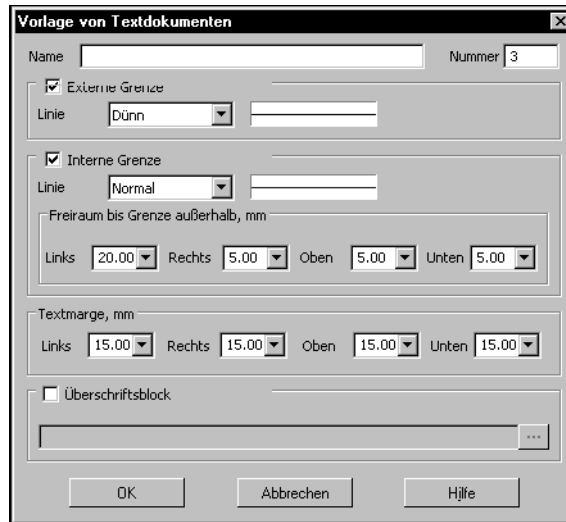 Vorlage von Textdokumenten
Name Nummer 3
Externe Grenze
Linie Dünn
Interne Grenze
Linie Normal
Freiraum bis Grenze außerhalb, mm
Links 20.00 Rechts 5.00 Oben 5.00 Unten 5.00
Textmarge, mm
Links 15.00 Rechts 15.00 Oben 15.00 Unten 15.00
Überschriftsblock
...
OK Abbrechen Hilfe